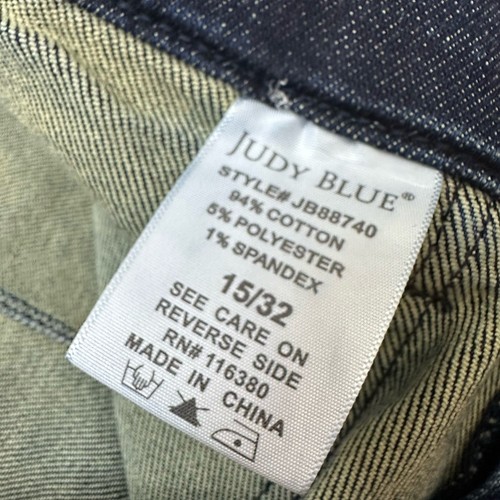 JUDY BLUE®
STYLE# JB88740
94% COTTON
5% POLYESTER
1% SPANDEX
15/32
SEE CARE ON
REVERSE SIDE
RN# 116380
MADE IN CHINA